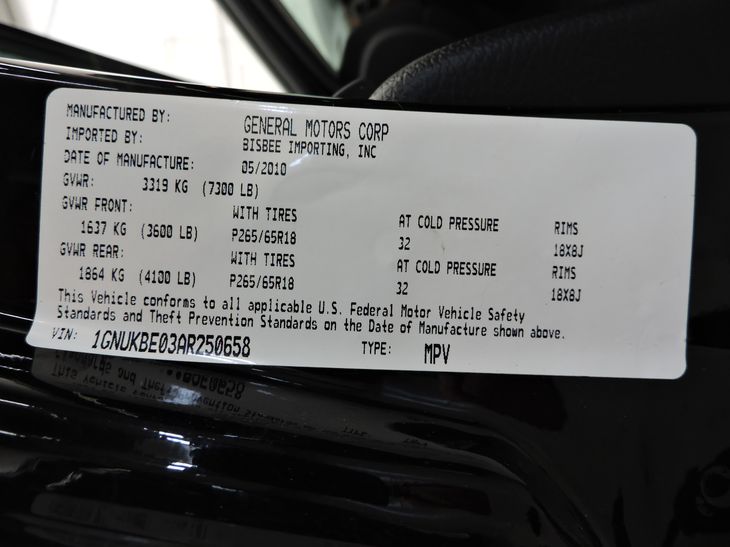 MANUFACTURED BY: GENERAL MOTORS CORP
IMPORTED BY: BISBEE IMPORTING, INC
DATE OF MANUFACTURE: 05/2010
GVWR: 3319 KG (7300 LB)
GVWR FRONT: WITH TIRES AT COLD PRESSURE RIMS
1637 KG (3600 LB) P265/65R18 32 18X8J
GVWR REAR: WITH TIRES AT COLD PRESSURE RIMS
1864 KG (4100 LB) P265/65R18 32 18X8J
This Vehicle conforms to all applicable U.S. Federal Motor Vehicle Safety
Standards and Theft Prevention Standards on the Date of Manufacture shown above.
VIN: 1GNUKBE03AR250658 TYPE: MPV